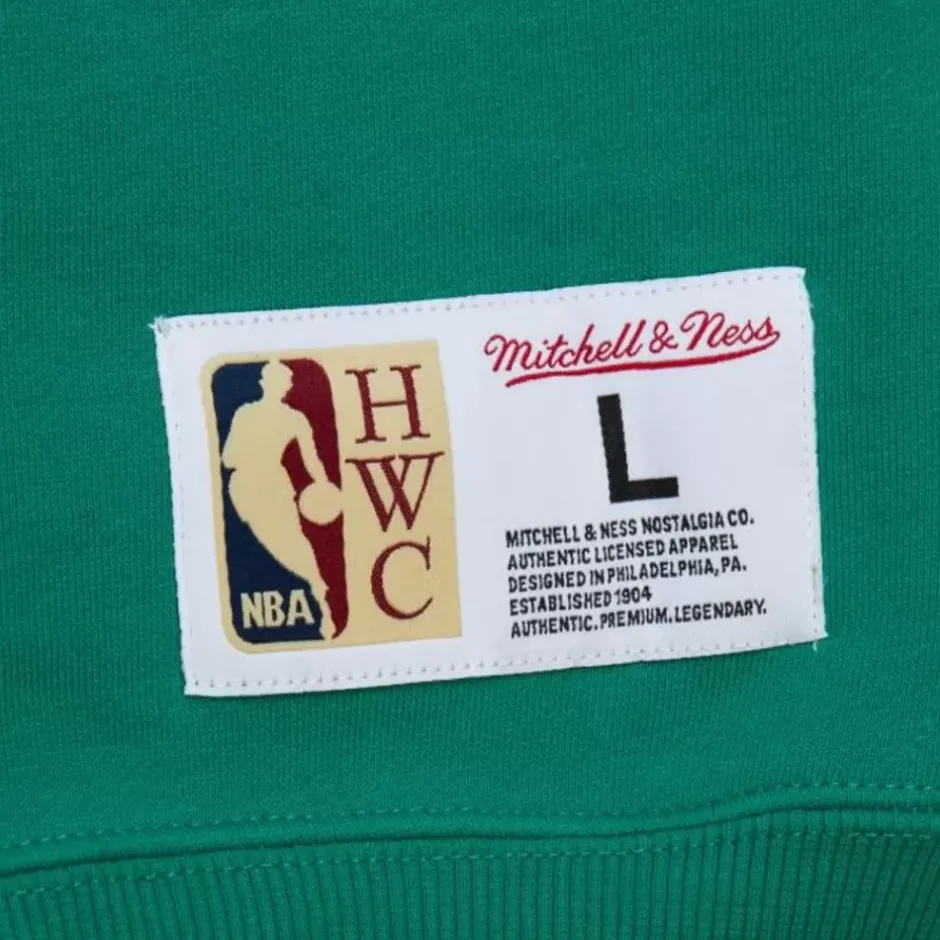 NBA
H
W
C
Mitchell & Ness
L
MITCHELL & NESS NOSTALGIA CO.
AUTHENTIC LICENSED APPAREL
DESIGNED IN PHILADELPHIA, PA.
ESTABLISHED 1904
AUTHENTIC. PREMIUM. LEGENDARY.